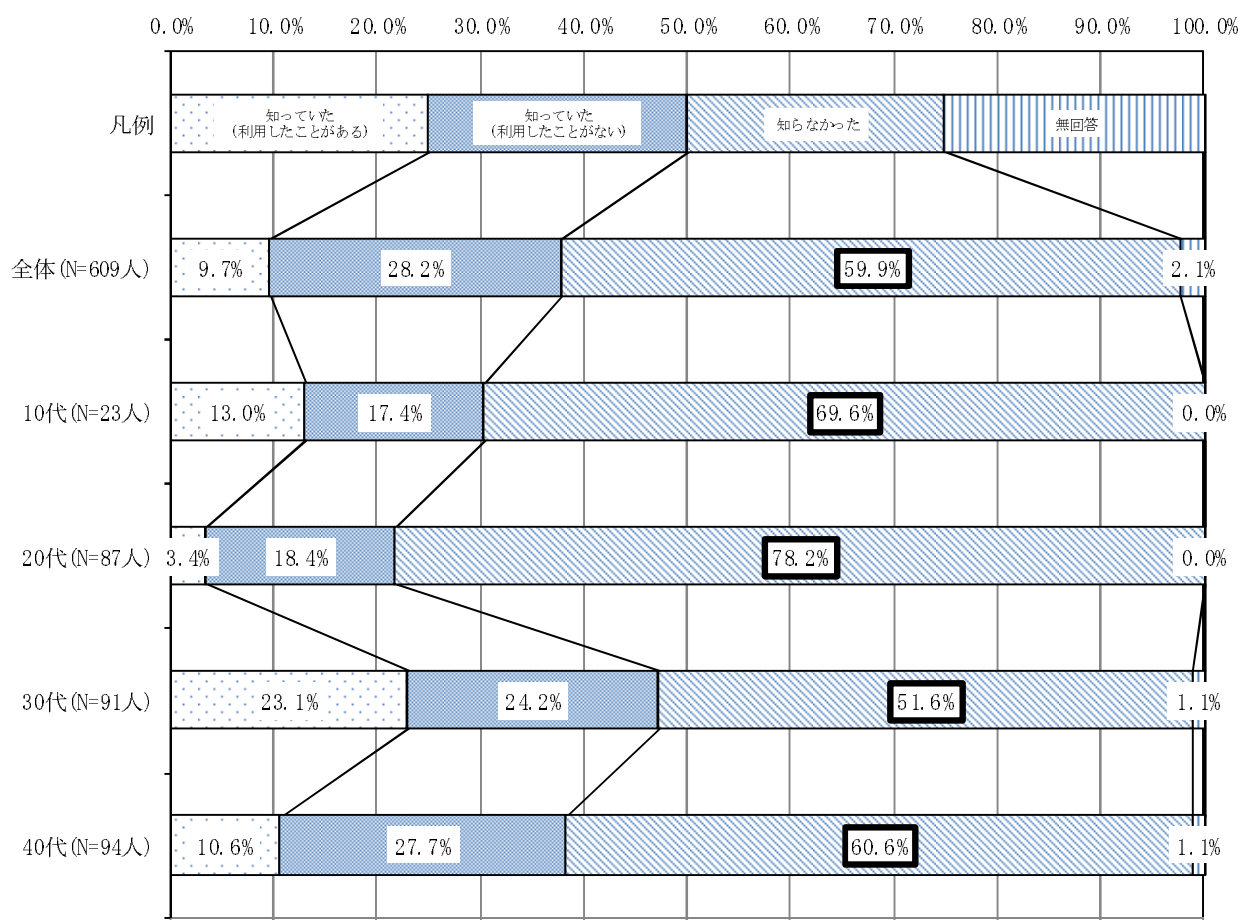 0.0% 10.0% 20.0% 30.0% 40.0% 50.0% 60.0% 70.0% 80.0% 90.0% 100.0%
凡例
知っていた
(利用したことがある)
知っていた
(利用したことがない)
知らなかった
無回答
全体(N=609人) 9.7% 28.2% 59.9% 2.1%
10代(N=23人) 13.0% 17.4% 69.6% 0.0%
20代(N=87人) 3.4% 18.4% 78.2% 0.0%
30代(N=91人) 23.1% 24.2% 51.6% 1.1%
40代(N=94人) 10.6% 27.7% 60.6% 1.1%